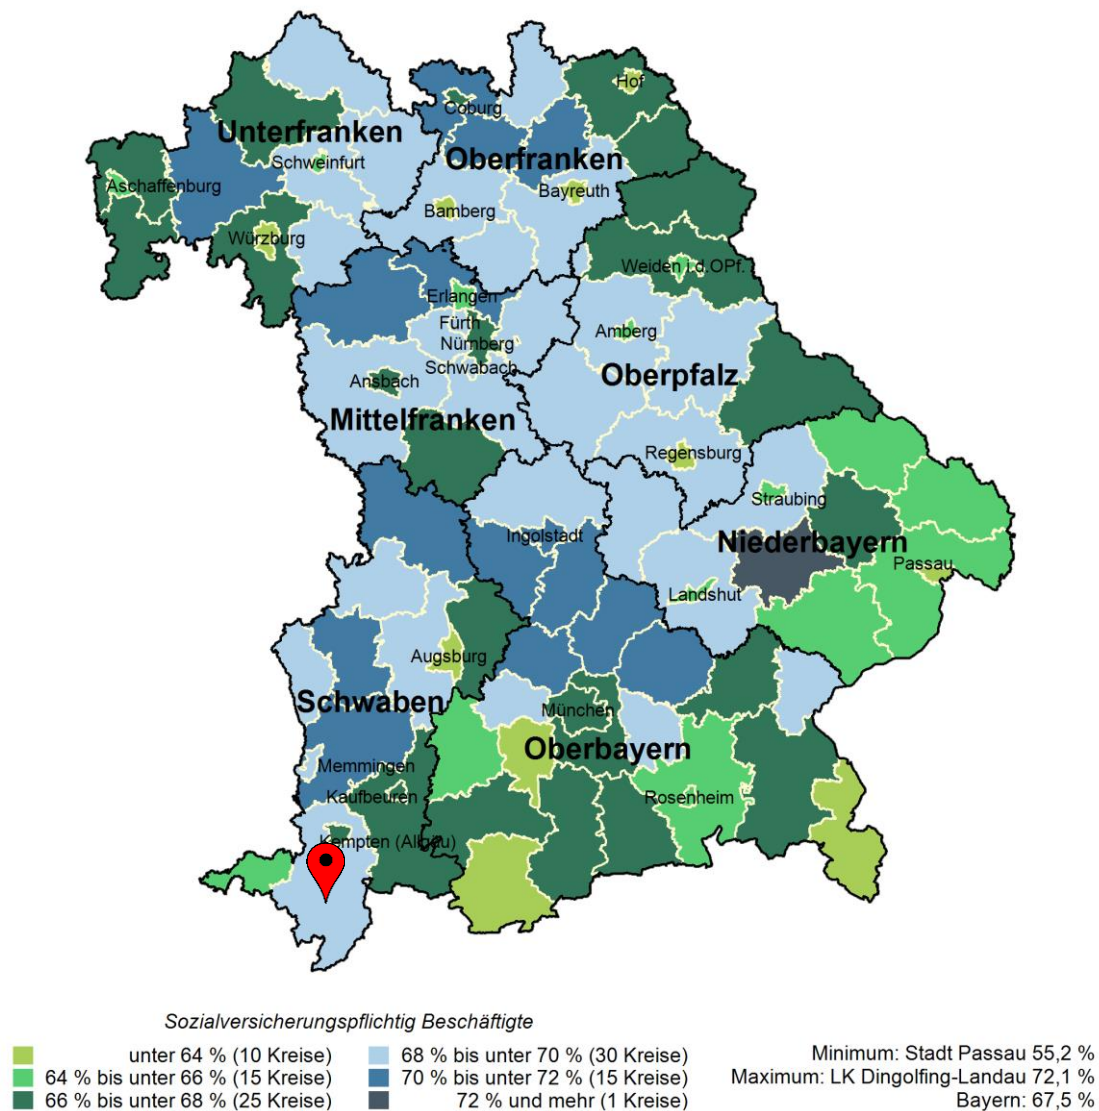 Hof
Coburg
Unterfranken
Oberfranken
Schweinfurt
Aschaffenburg
Bayreuth
Bamberg
Würzburg
Weiden i.d.OPf.
Erlangen
Fürth
Amberg
Nürnberg
Schwabach
Oberpfalz
Ansbach
Mittelfranken
Regensburg
Straubing
Ingolstadt
Niederbayern
Passau
Landshut
Augsburg
Schwaben
München
Oberbayern
Memmingen
Kaufbeuren
Rosenheim
Kempten (Allgäu)
Sozialversicherungspflichtig Beschäftigte
unter 64 % (10 Kreise)
64 % bis unter 66 % (15 Kreise)
66 % bis unter 68 % (25 Kreise)
68 % bis unter 70 % (30 Kreise)
70 % bis unter 72 % (15 Kreise)
72 % und mehr (1 Kreise)
Minimum: Stadt Passau 55,2 %
Maximum: LK Dingolfing-Landau 72,1 %
Bayern: 67,5 %